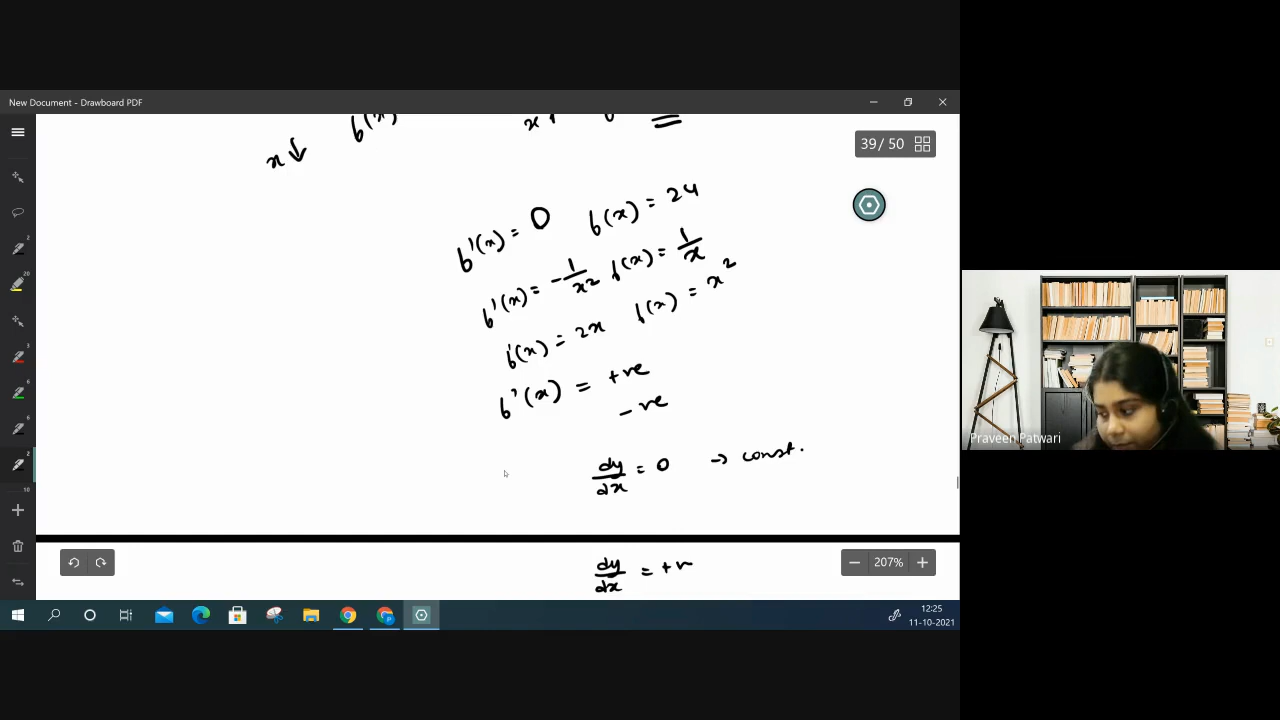 New Document - Drawboard PDF
39 / 50
x↓
f(x)
x↑
f'(x) = 0 f(x) = 24
f'(x) = -1/x² f(x) = 1/x
f'(x) = 2x f(x) = x²
f'(x) = +ve
-ve
dy/dx = 0 → const.
dy/dx = +v
207%
Praveen Patwari
12:25
11-10-2021